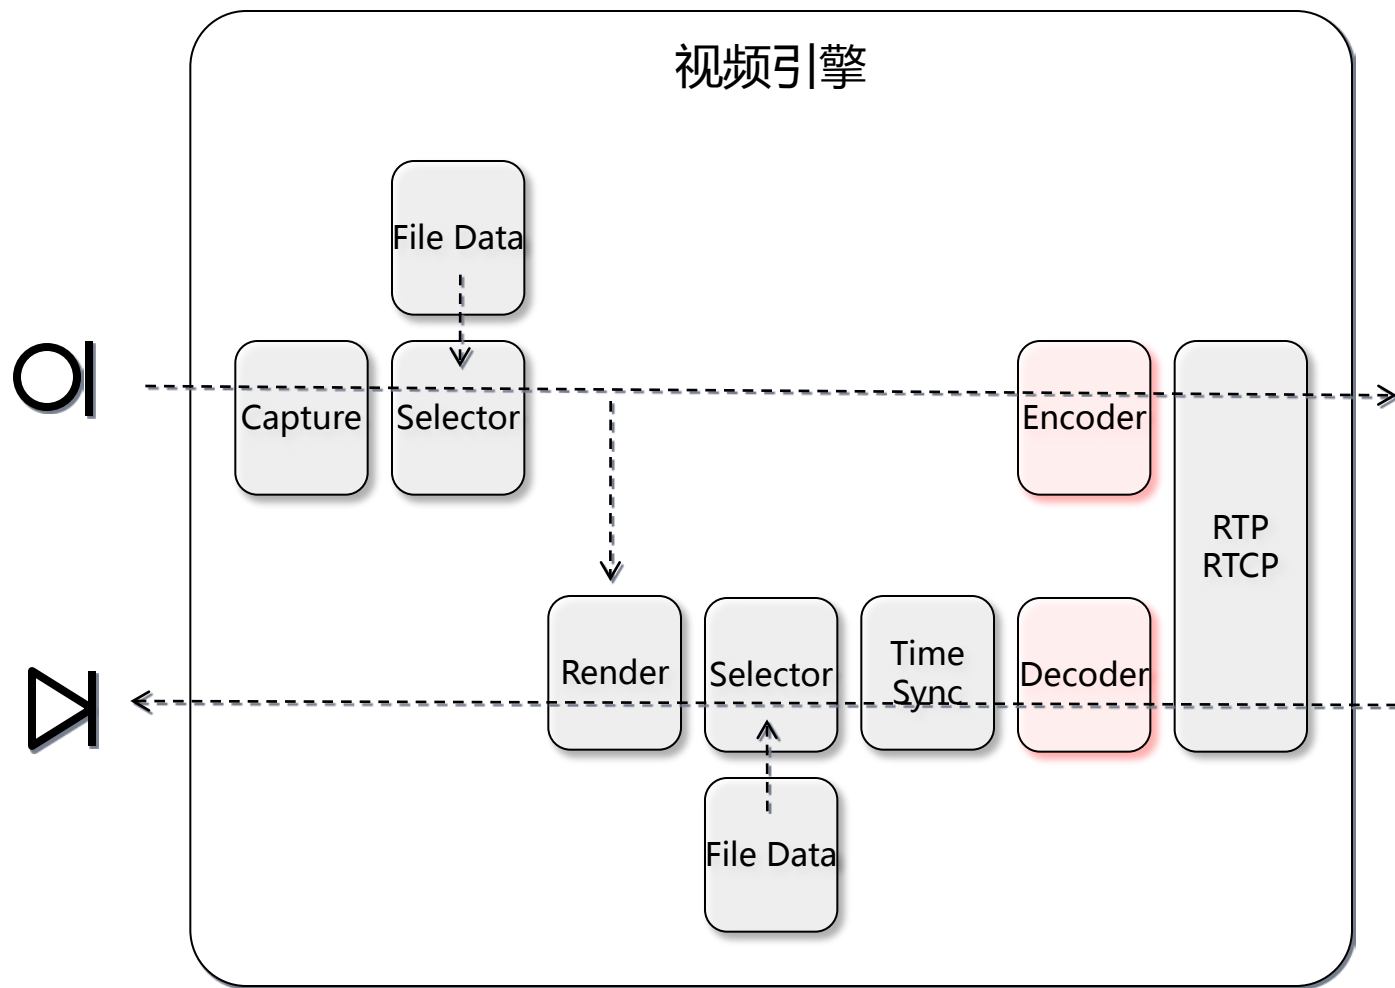 视频引擎
File Data
Capture
Selector
Encoder
RTP
RTCP
Render
Selector
Time
Sync
Decoder
File Data